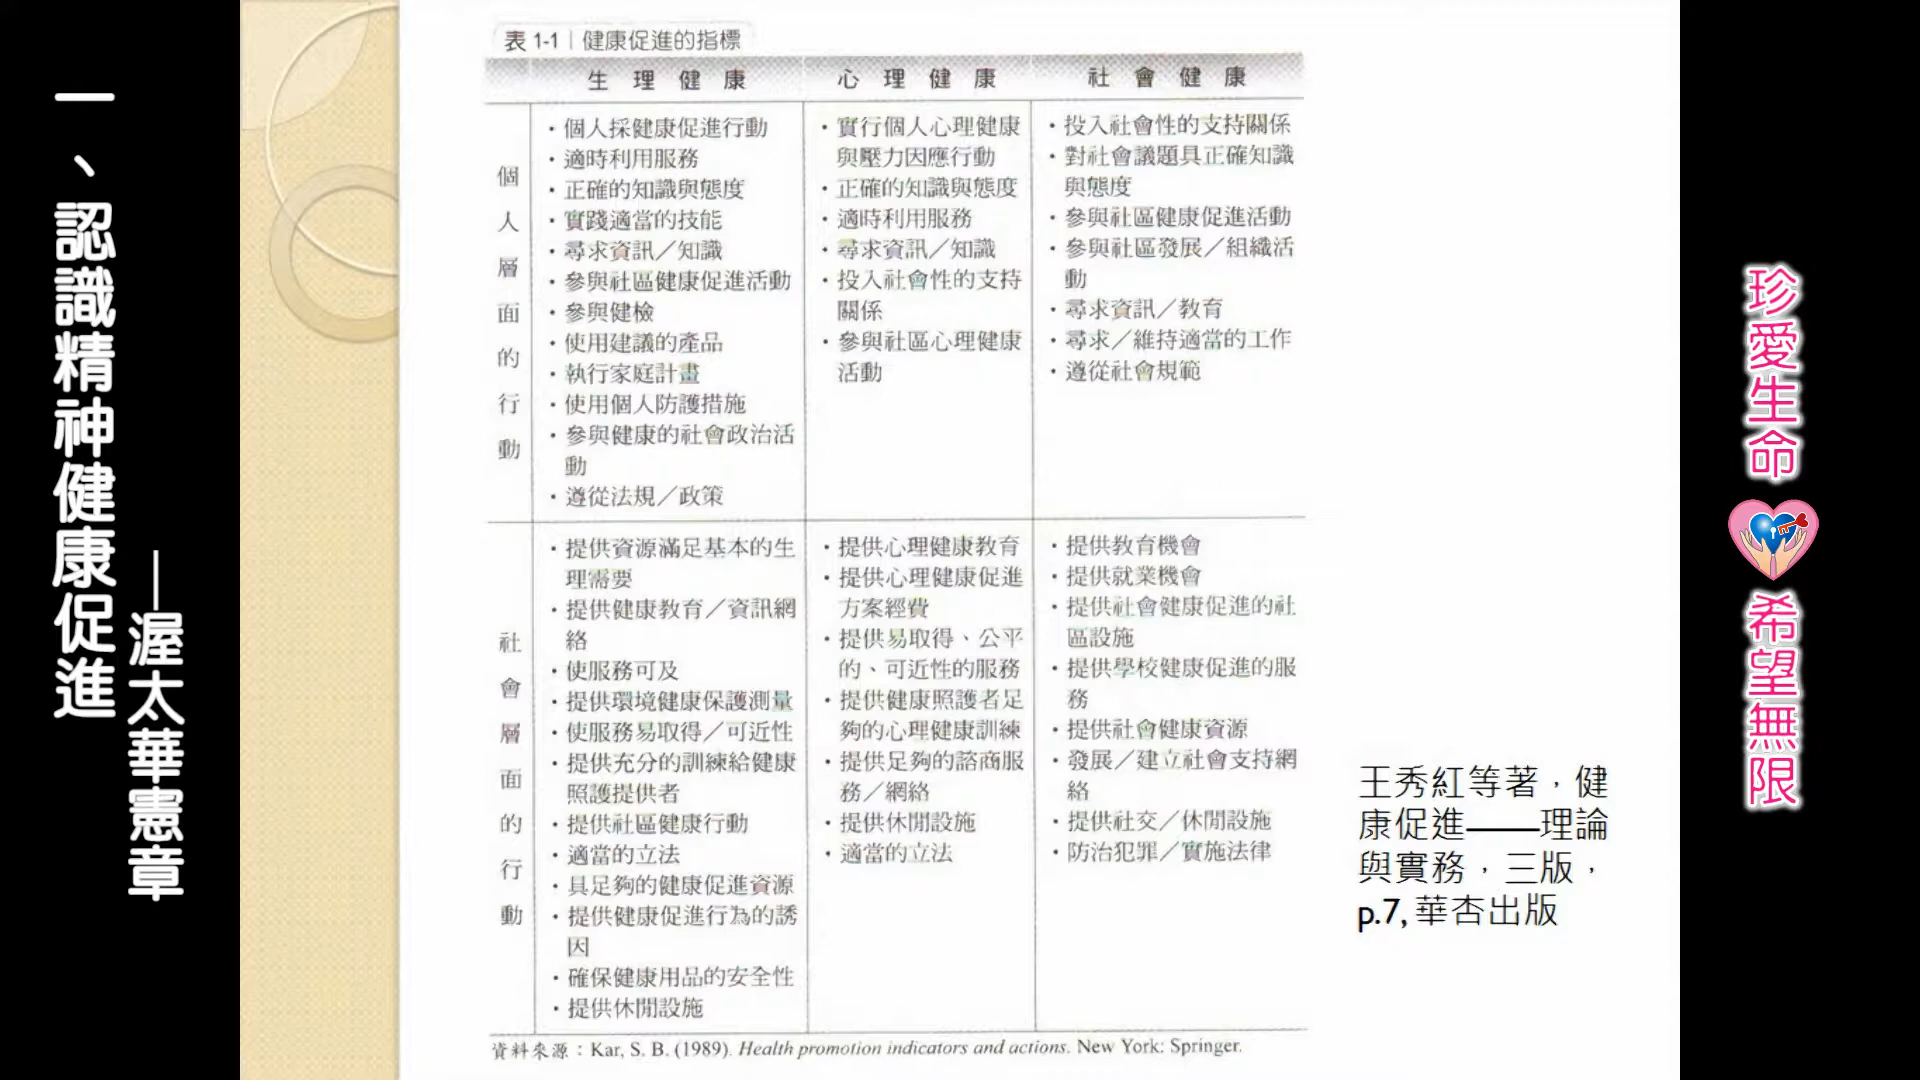 一、認識精神健康促進
—渥太華憲章
表 1-1 | 健康促進的指標
生理健康
心理健康
社會健康
個人層面的行動
・個人採健康促進行動
・適時利用服務
・正確的知識與態度
・實踐適當的技能
・尋求資訊／知識
・參與社區健康促進活動
・參與健檢
・使用建議的產品
・執行家庭計畫
・使用個人防護措施
・參與健康的社會政治活
動
・遵從法規／政策
・實行個人心理健康
與壓力因應行動
・正確的知識與態度
・適時利用服務
・尋求資訊／知識
・投入社會性的支持
關係
・參與社區心理健康
活動
・投入社會性的支持關係
・對社會議題具正確知識
與態度
・參與社區健康促進活動
・參與社區發展／組織活
動
・尋求資訊／教育
・尋求／維持適當的工作
・遵從社會規範
社會層面的行動
・提供資源滿足基本的生
理需要
・提供健康教育／資訊網
絡
・使服務可及
・提供環境健康保護測量
・使服務易取得／可近性
・提供充分的訓練給健康
照護提供者
・提供社區健康行動
・適當的立法
・具足夠的健康促進資源
・提供健康促進行為的誘
因
・確保健康用品的安全性
・提供休閒設施
・提供心理健康教育
・提供心理健康促進
方案經費
・提供易取得、公平
的、可近性的服務
・提供健康照護者足
夠的心理健康訓練
・提供足夠的諮商服
務／網絡
・提供休閒設施
・適當的立法
・提供教育機會
・提供就業機會
・提供社會健康促進的社
區設施
・提供學校健康促進的服
務
・提供社會健康資源
・發展／建立社會支持網
絡
・提供社交／休閒設施
・防治犯罪／實施法律
資料來源：Kar, S. B. (1989). Health promotion indicators and actions. New York: Springer.
王秀紅等著，健
康促進——理論
與實務，三版，
p.7, 華杏出版
珍愛生命
希望無限